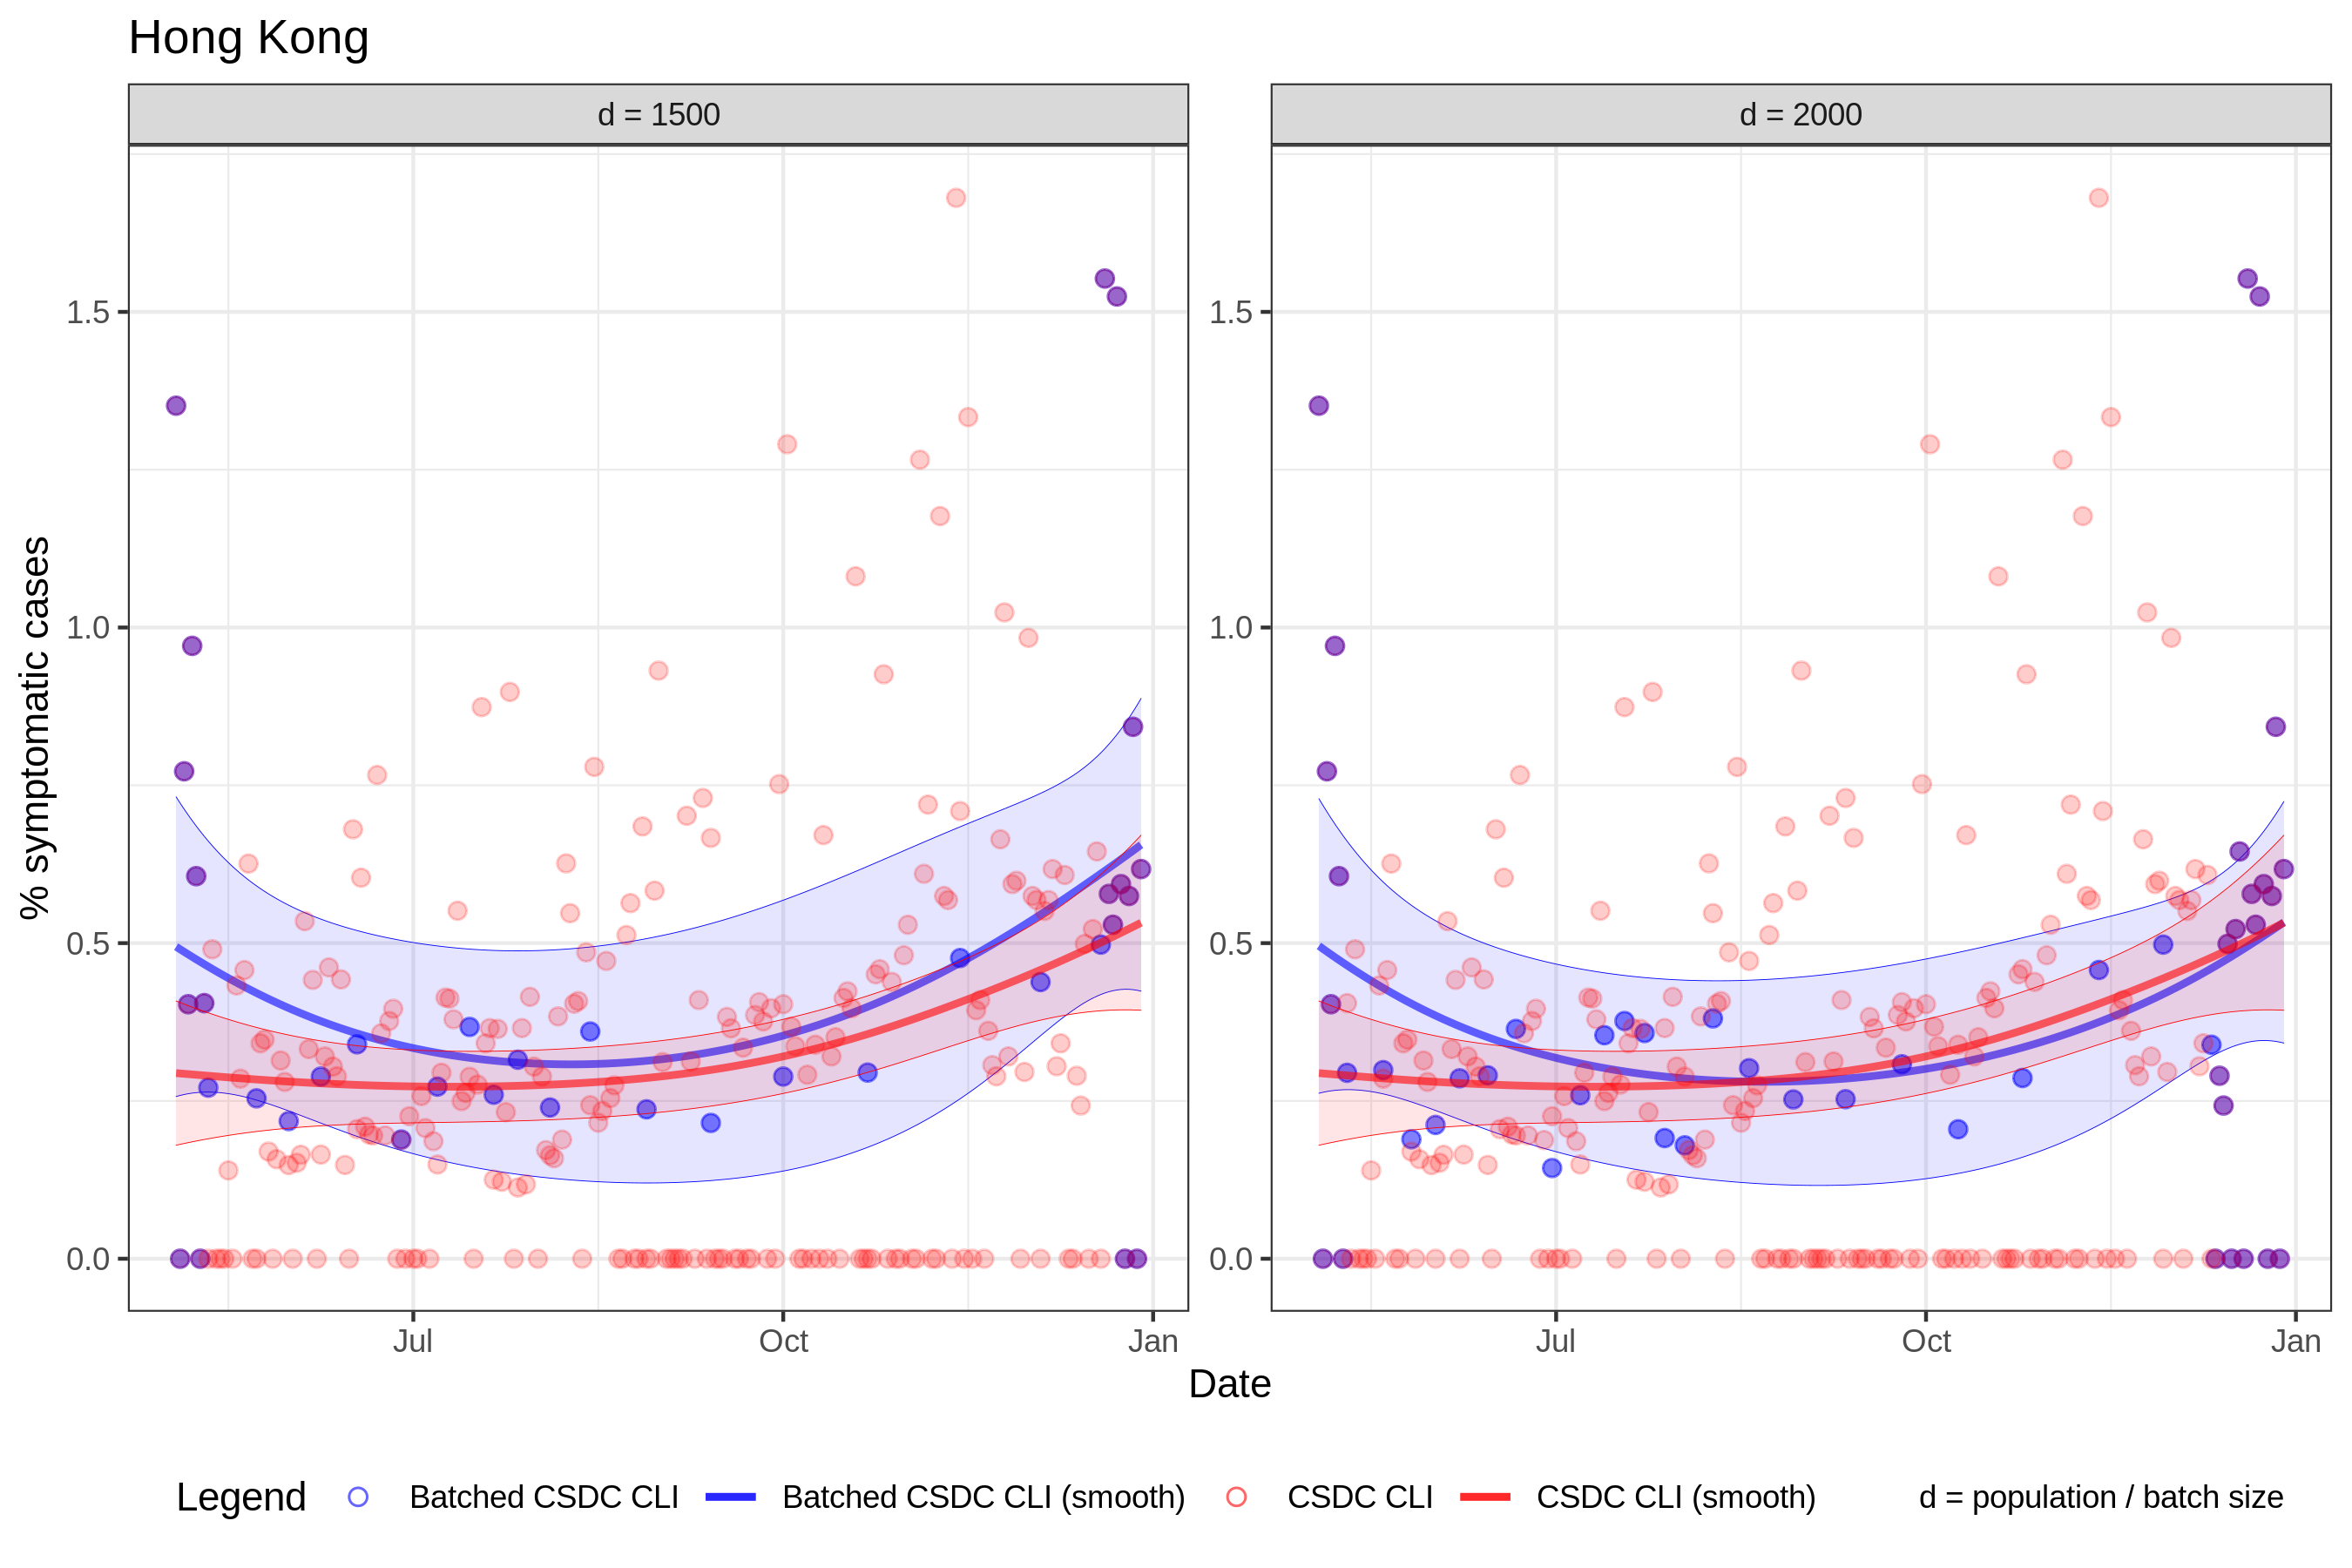 Hong Kong
d = 1500
d = 2000
% symptomatic cases
1.5
1.0
0.5
0.0
1.5
1.0
0.5
0.0
Jul
Oct
Jan
Jul
Oct
Jan
Date
Legend
Batched CSDC CLI
Batched CSDC CLI (smooth)
CSDC CLI
CSDC CLI (smooth)
d = population / batch size